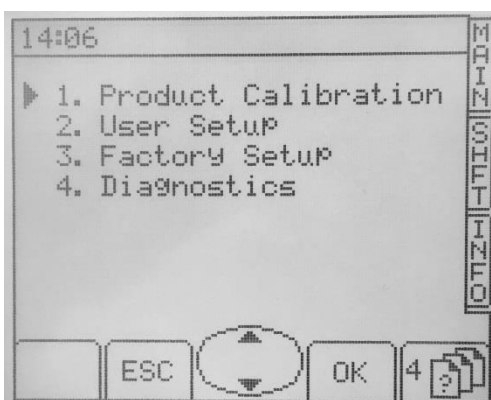 14:06
1. Product Calibration
2. User Setup
3. Factory Setup
4. Diagnostics
MAIN
SHFT
INFO
ESC
OK
4 ?